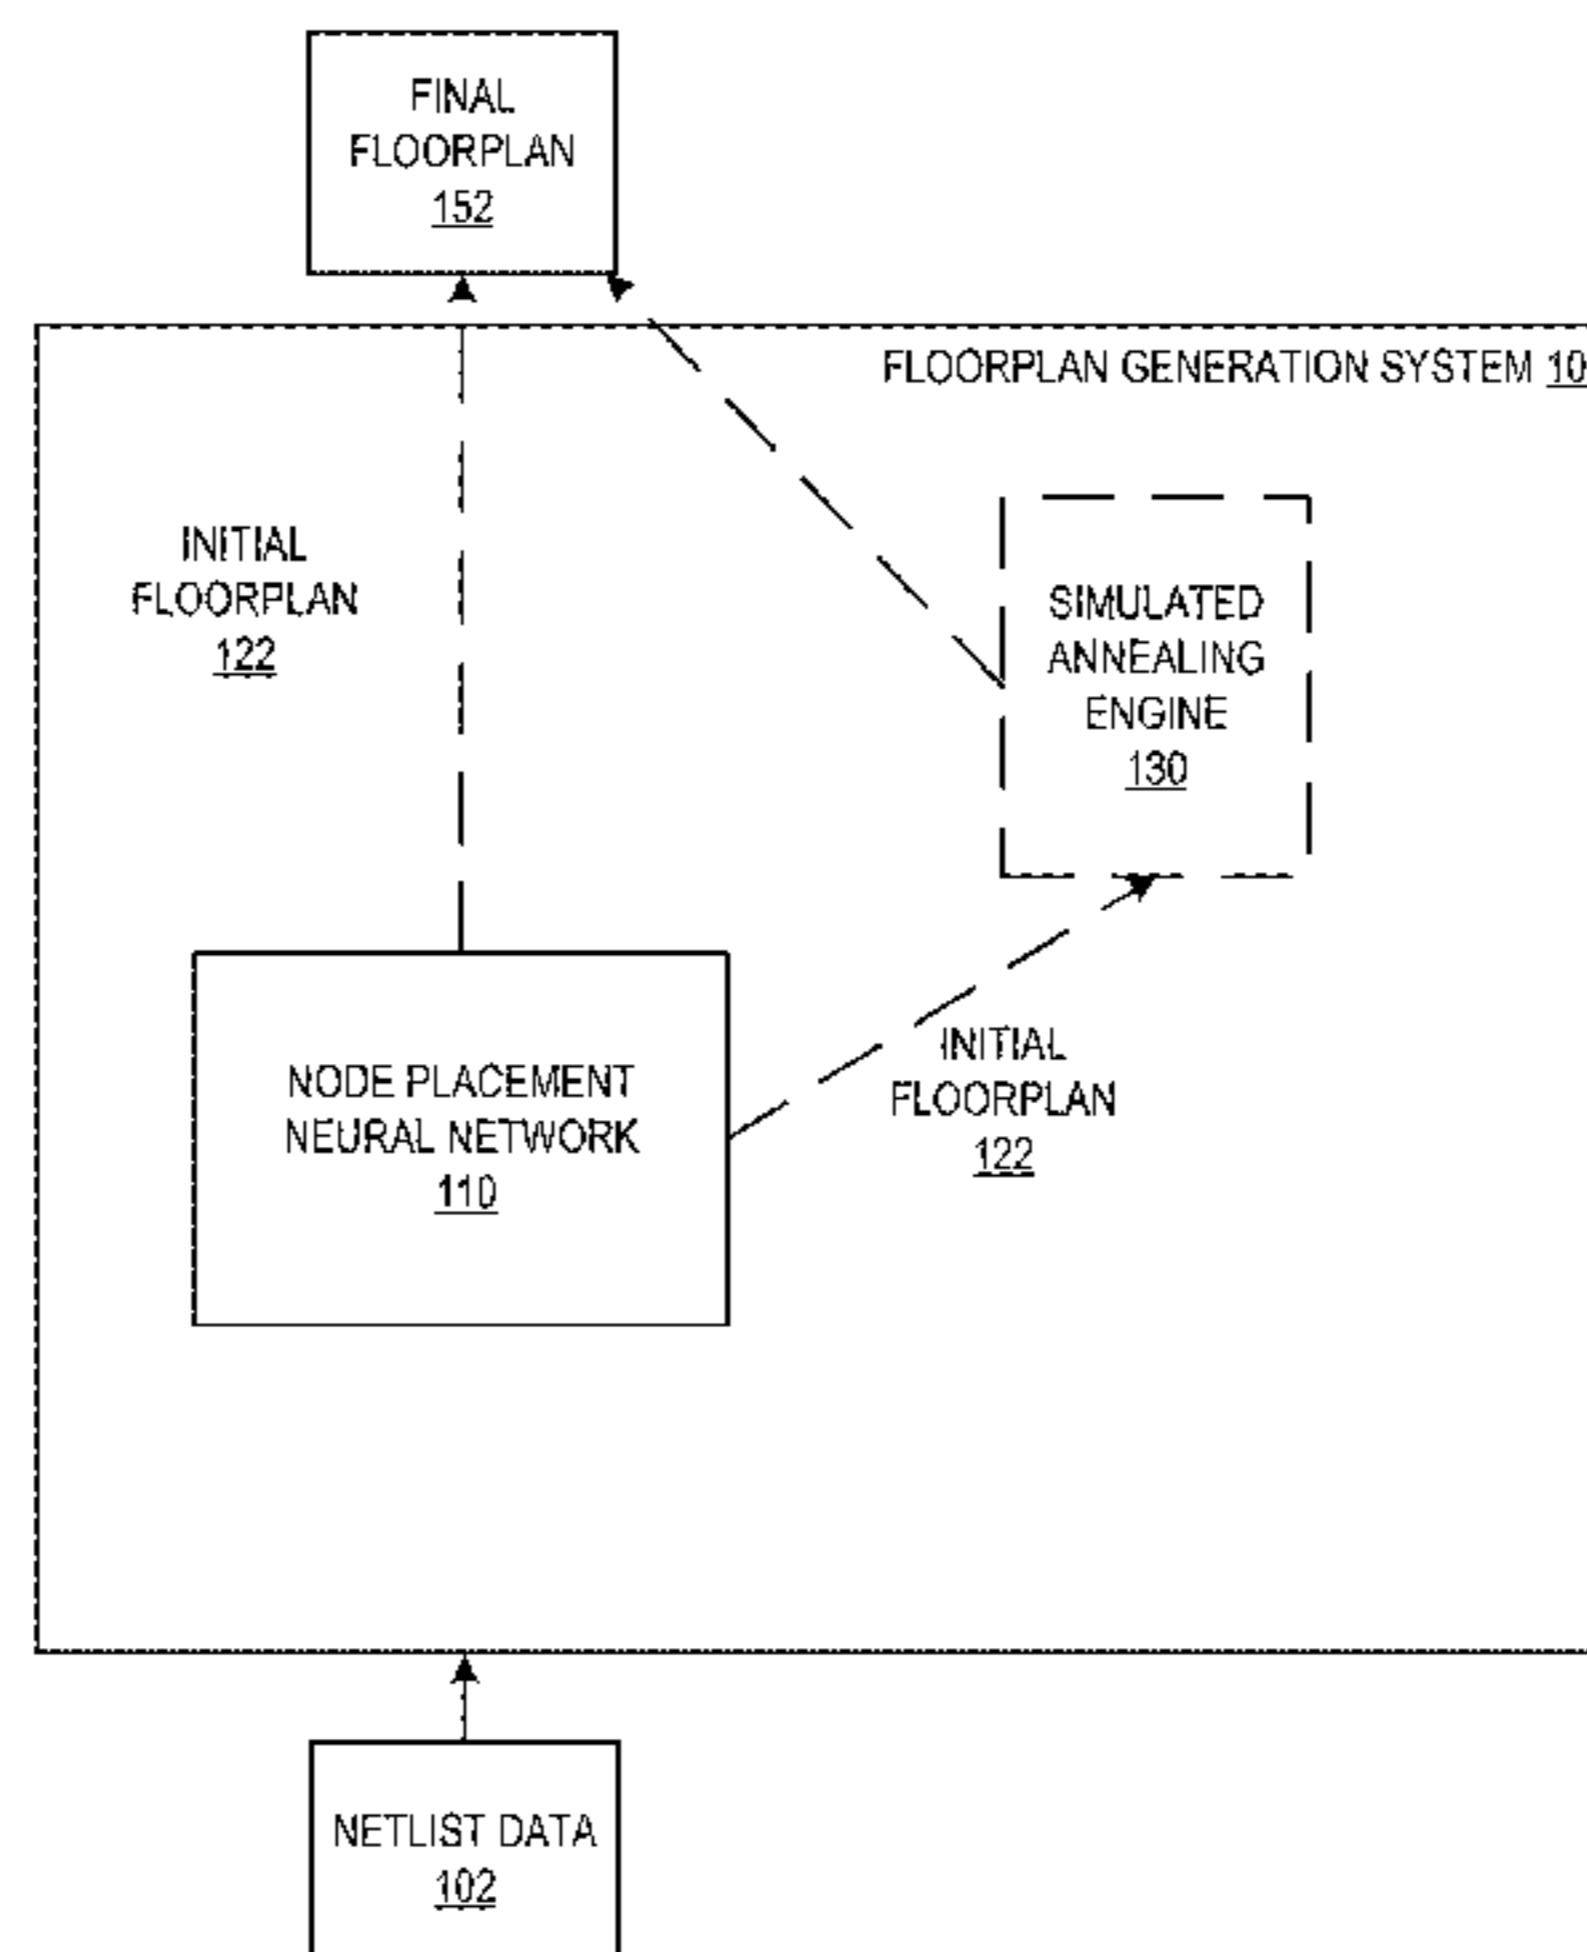 FINAL
FLOORPLAN
152
FLOORPLAN GENERATION SYSTEM 10
INITIAL
FLOORPLAN
122
SIMULATED
ANNEALING
ENGINE
130
NODE PLACEMENT
NEURAL NETWORK
110
INITIAL
FLOORPLAN
122
NETLIST DATA
102